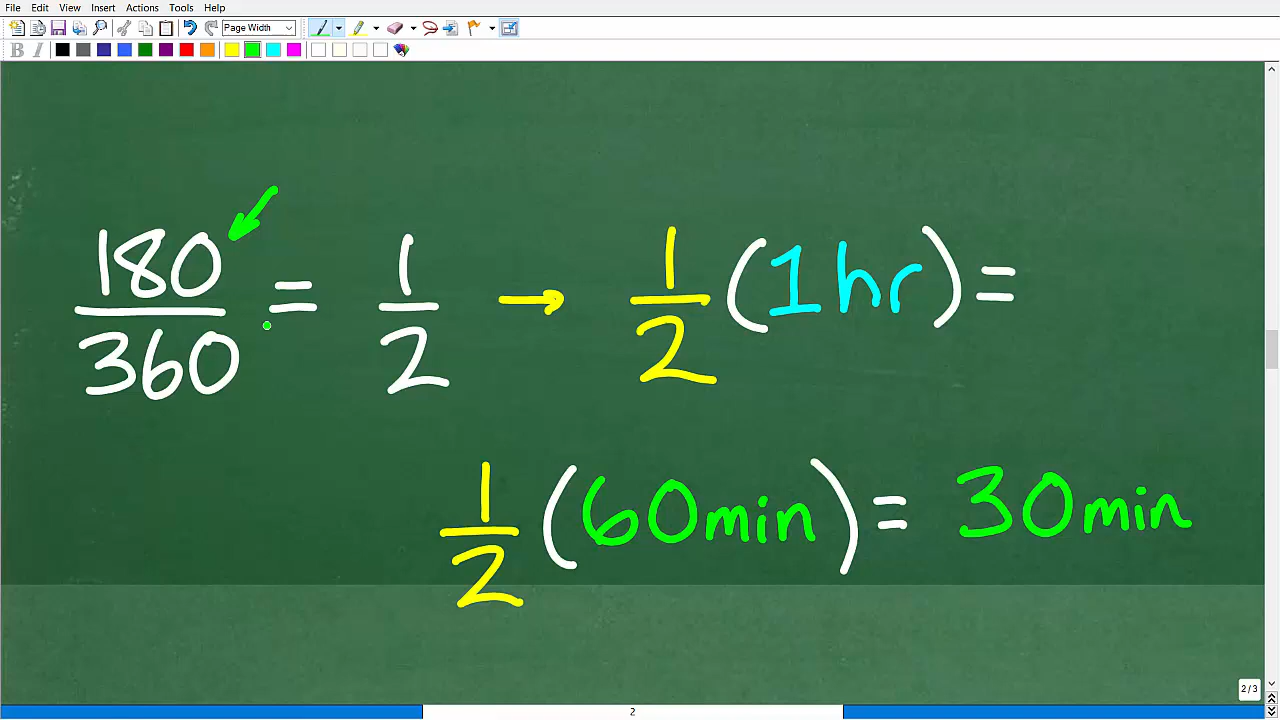 File Edit View Insert Actions Tools Help
Page Width
B I
180/360 = 1/2 → 1/2 (1hr) =
1/2 (60min) = 30min
2/3
2